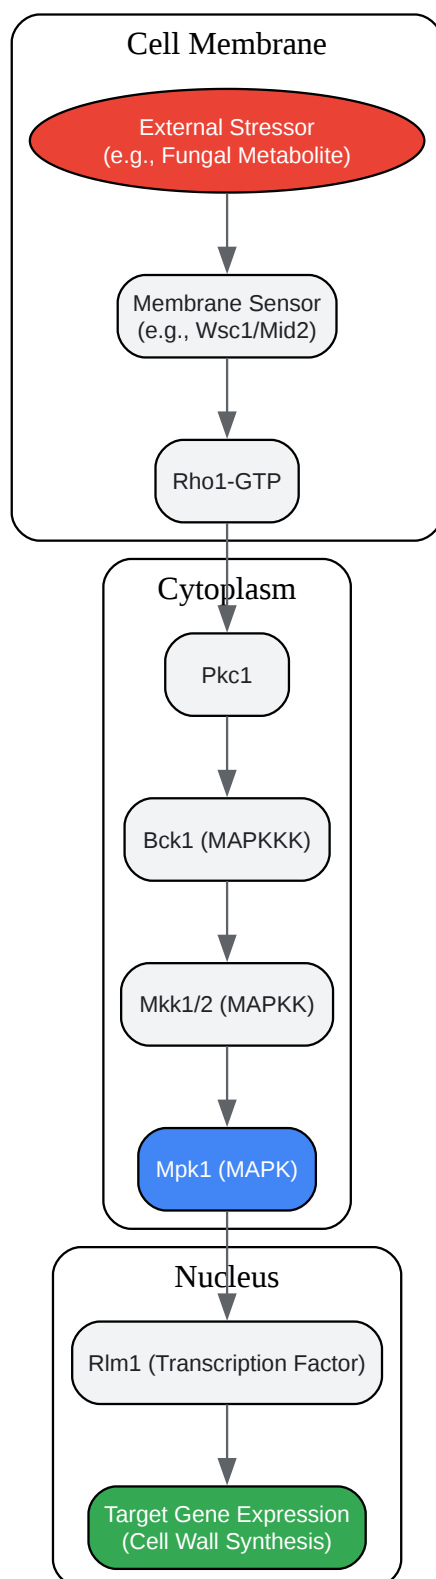 Cell Membrane
External Stressor
(e.g., Fungal Metabolite)
Membrane Sensor
(e.g., Wsc1/Mid2)
Rho1-GTP
Cytoplasm
Pkc1
Bck1 (MAPKKK)
Mkk1/2 (MAPKK)
Mpk1 (MAPK)
Nucleus
Rlm1 (Transcription Factor)
Target Gene Expression
(Cell Wall Synthesis)